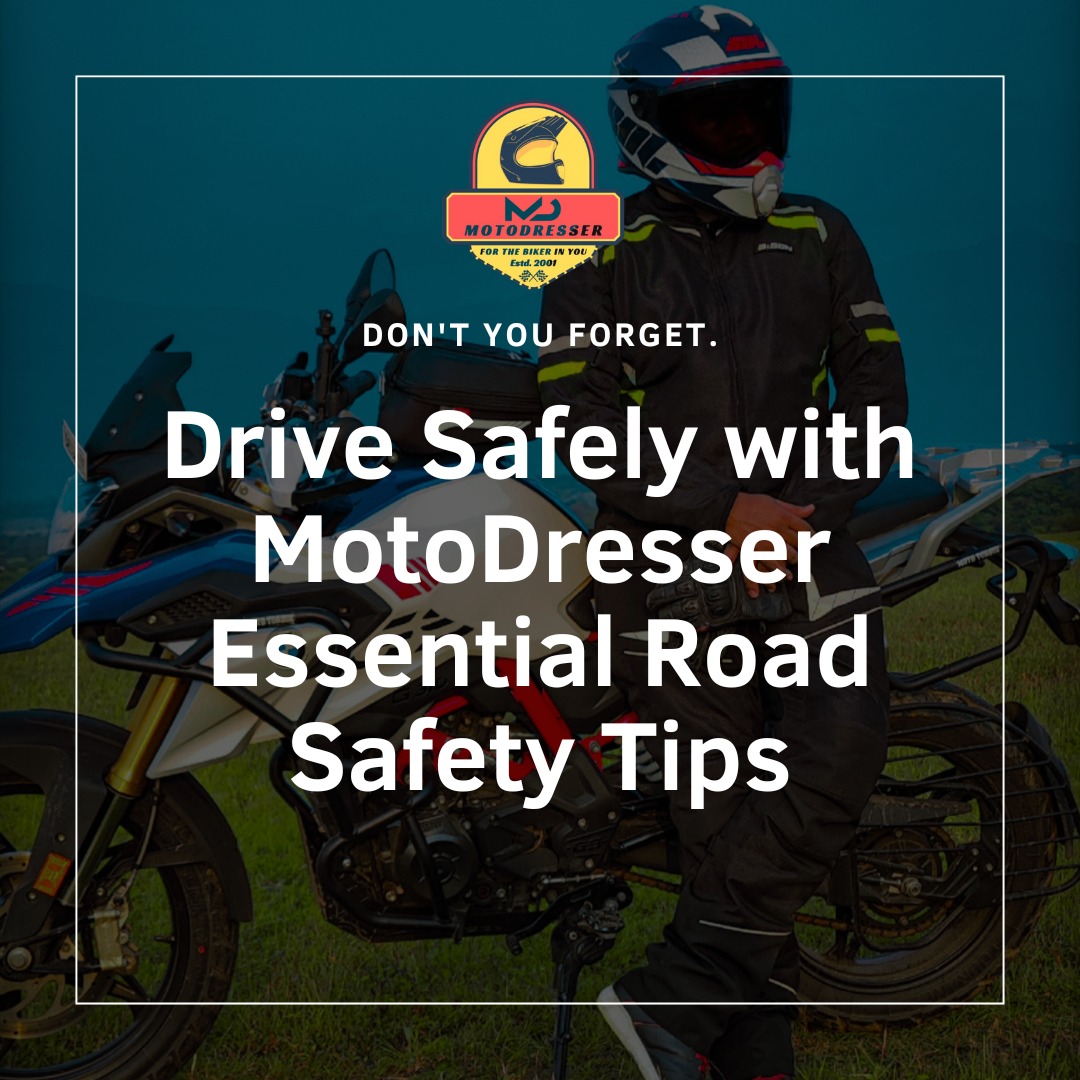 MD
MOTODRESSER
FOR THE BIKER IN YOU
Estd. 2001
DON'T YOU FORGET.
Drive Safely with
MotoDresser
Essential Road
Safety Tips